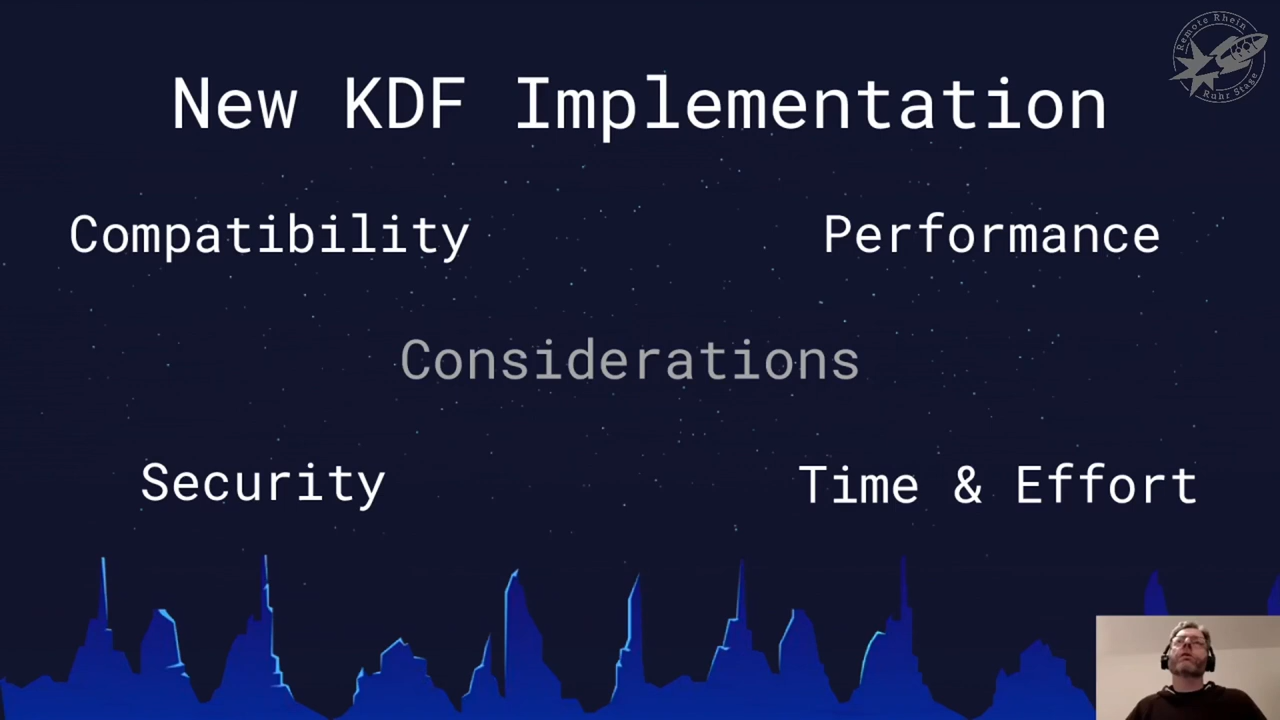 Remote Rhein
Ruhr Stage
New KDF Implementation
Compatibility
Performance
Considerations
Security
Time & Effort